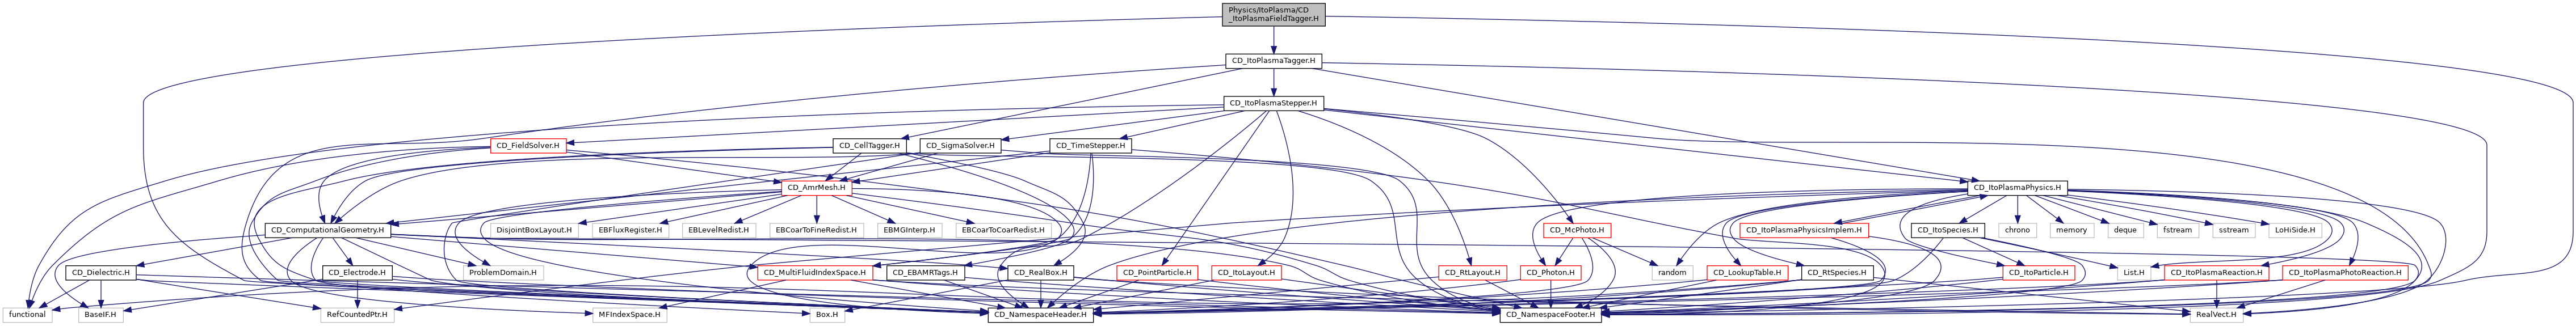 Physics/ItoPlasma/CD
_ItoPlasmaFieldTagger.H
CD_ItoPlasmaTagger.H
CD_ItoPlasmaStepper.H
CD_FieldSolver.H
CD_CellTagger.H
CD_SigmaSolver.H
CD_TimeStepper.H
CD_AmrMesh.H
CD_ItoPlasmaPhysics.H
CD_ComputationalGeometry.H
DisjointBoxLayout.H
EBFluxRegister.H
EBLevelRedist.H
EBCoarToFineRedist.H
EBMGInterp.H
EBCoarToCoarRedist.H
CD_McPhoto.H
CD_ItoPlasmaPhysicsImplem.H
CD_ItoSpecies.H
chrono
memory
deque
fstream
sstream
LoHiSide.H
CD_Dielectric.H
CD_Electrode.H
ProblemDomain.H
CD_MultiFluidIndexSpace.H
CD_EBAMRTags.H
CD_RealBox.H
CD_PointParticle.H
CD_ItoLayout.H
CD_RtLayout.H
CD_Photon.H
random
CD_LookupTable.H
CD_RtSpecies.H
CD_ItoParticle.H
List.H
CD_ItoPlasmaReaction.H
CD_ItoPlasmaPhotoReaction.H
functional
BaseIF.H
RefCountedPtr.H
MFIndexSpace.H
Box.H
CD_NamespaceHeader.H
CD_NamespaceFooter.H
RealVect.H